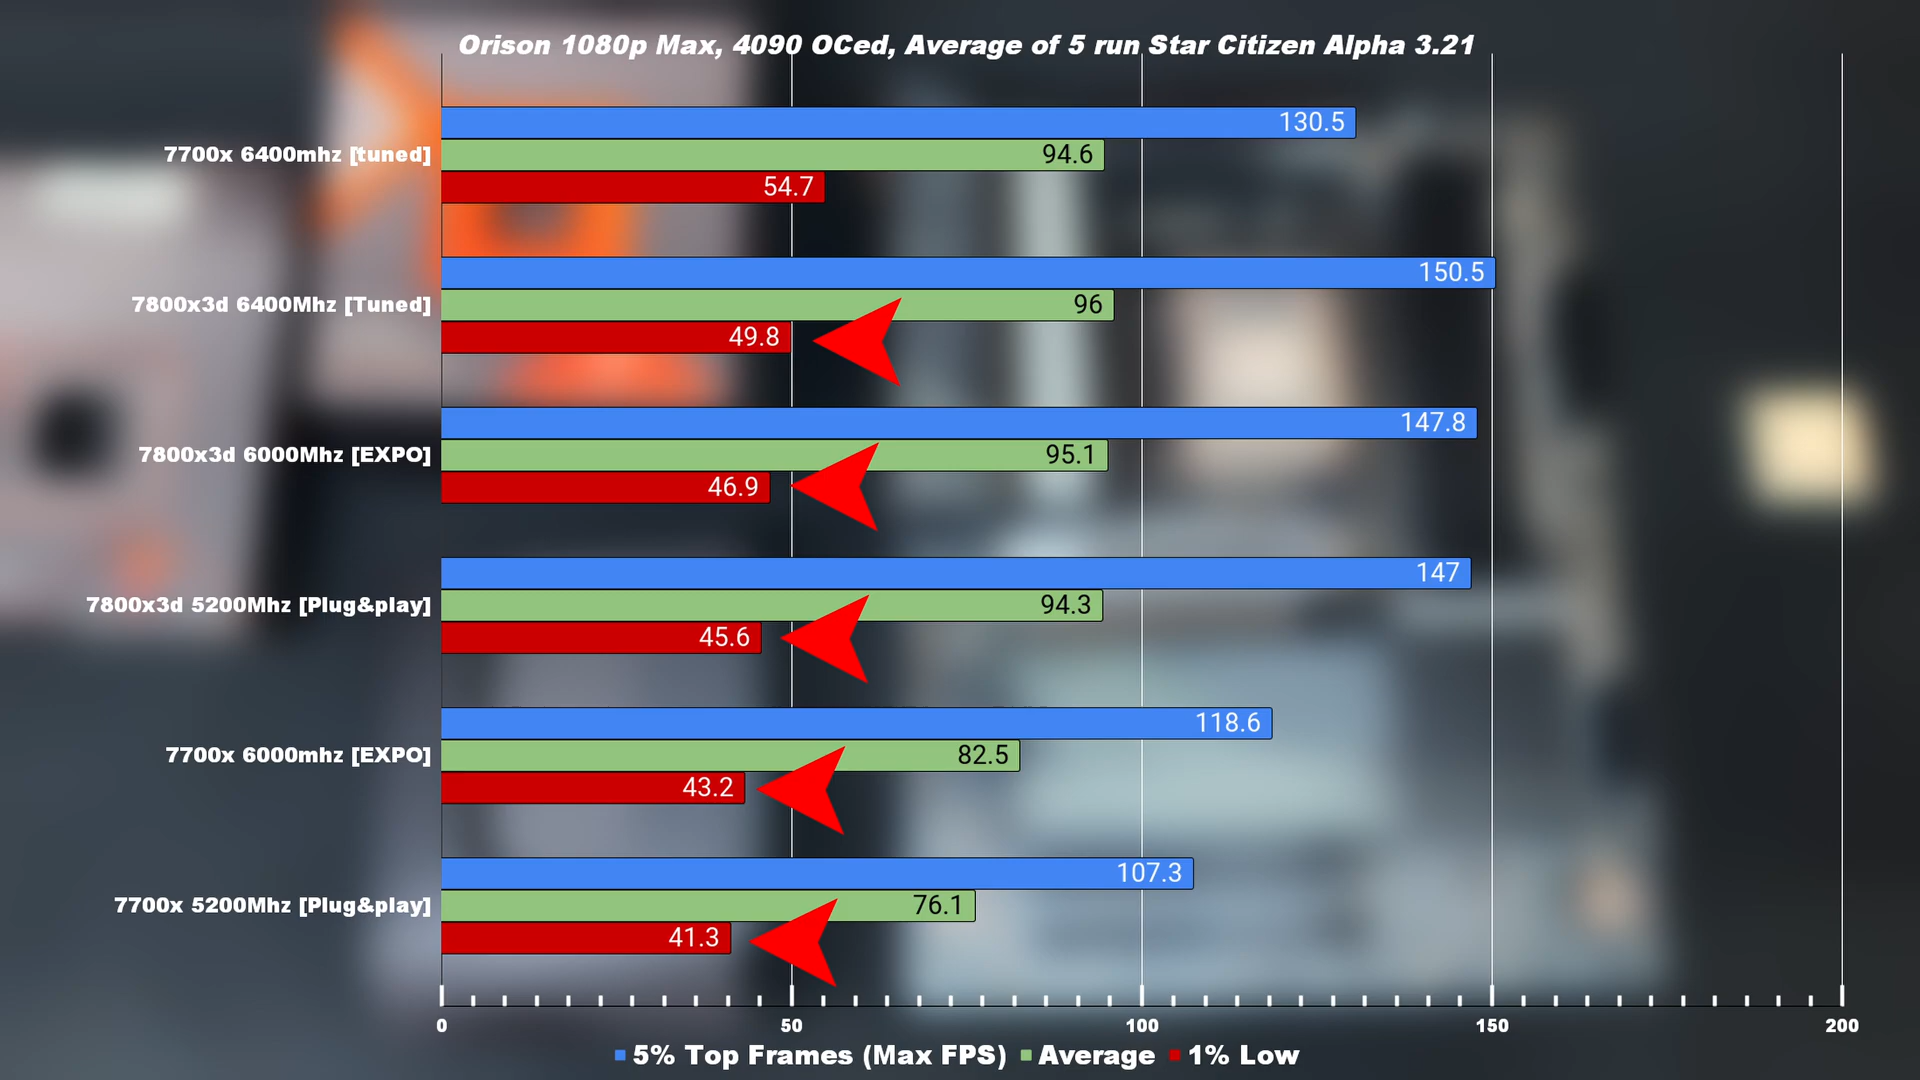 Orison 1080p Max, 4090 OCed, Average of 5 run Star Citizen Alpha 3.21
130.5
7700x 6400mhz [tuned]
94.6
54.7
150.5
7800x3d 6400Mhz [Tuned]
96
49.8
147.8
7800x3d 6000Mhz [EXPO]
95.1
46.9
147
7800x3d 5200Mhz [Plug&play]
94.3
45.6
118.6
7700x 6000mhz [EXPO]
82.5
43.2
107.3
7700x 5200Mhz [Plug&play]
76.1
41.3
0 50 100 150 200
5% Top Frames (Max FPS) Average 1% Low